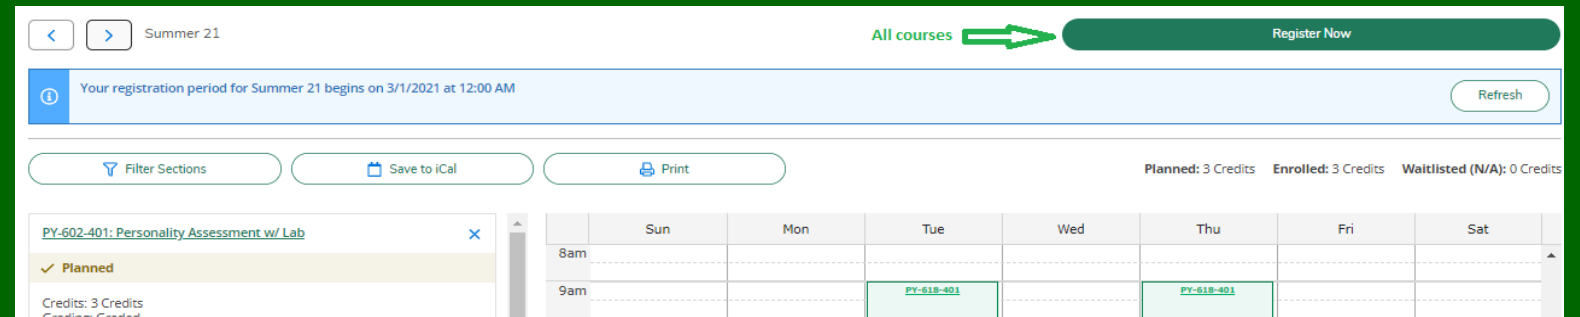 Summer 21
All courses
Register Now
Your registration period for Summer 21 begins on 3/1/2021 at 12:00 AM
Refresh
Filter Sections
Save to iCal
Print
Planned: 3 Credits Enrolled: 3 Credits Waitlisted (N/A): 0 Credits
PY-602-401: Personality Assessment w/ Lab
Planned
Credits: 3 Credits
Grading: Graded
Sun Mon Tue Wed Thu Fri Sat
8am
9am
PY-618-401 PY-618-401